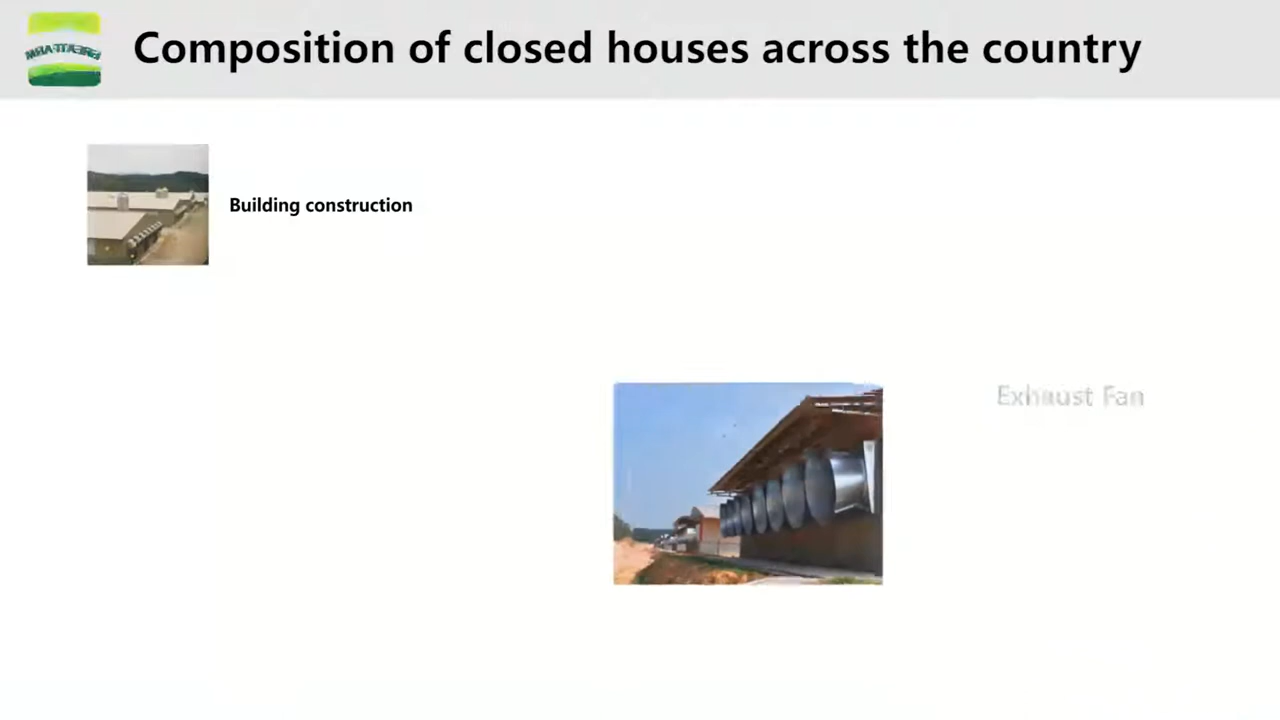 Composition of closed houses across the country
Building construction
Exhaust Fan